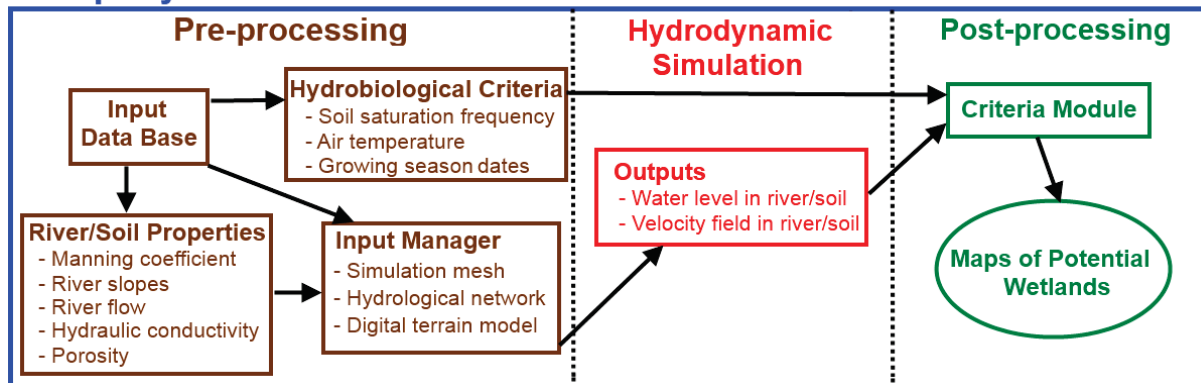 Pre-processing
Hydrodynamic
Simulation
Post-processing
Input
Data Base
Hydrobiological Criteria
- Soil saturation frequency
- Air temperature
- Growing season dates
River/Soil Properties
- Manning coefficient
- River slopes
- River flow
- Hydraulic conductivity
- Porosity
Input Manager
- Simulation mesh
- Hydrological network
- Digital terrain model
Outputs
- Water level in river/soil
- Velocity field in river/soil
Criteria Module
Maps of Potential
Wetlands